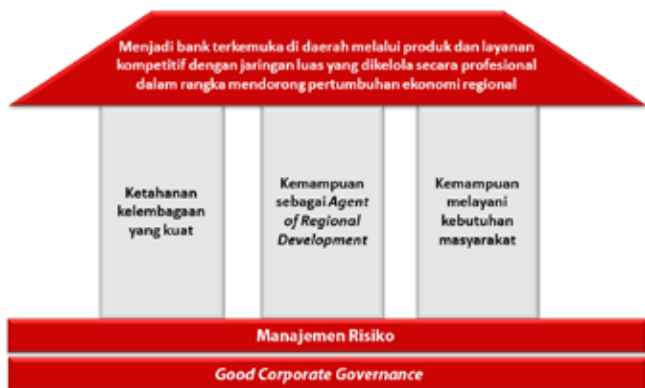 Menjadi bank terkemuka di daerah melalui produk dan layanan
kompetitif dengan jaringan luas yang dikelola secara profesional
dalam rangka mendorong pertumbuhan ekonomi regional
Ketahanan
kelembagaan
yang kuat
Kemampuan
sebagai Agent
of Regional
Development
Kemampuan
melayani
kebutuhan
masyarakat
Manajemen Risiko
Good Corporate Governance